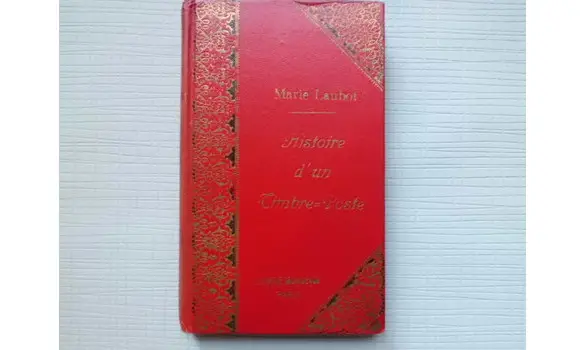 Marie Laubot
Histoire
d'un
Timbre=Poste